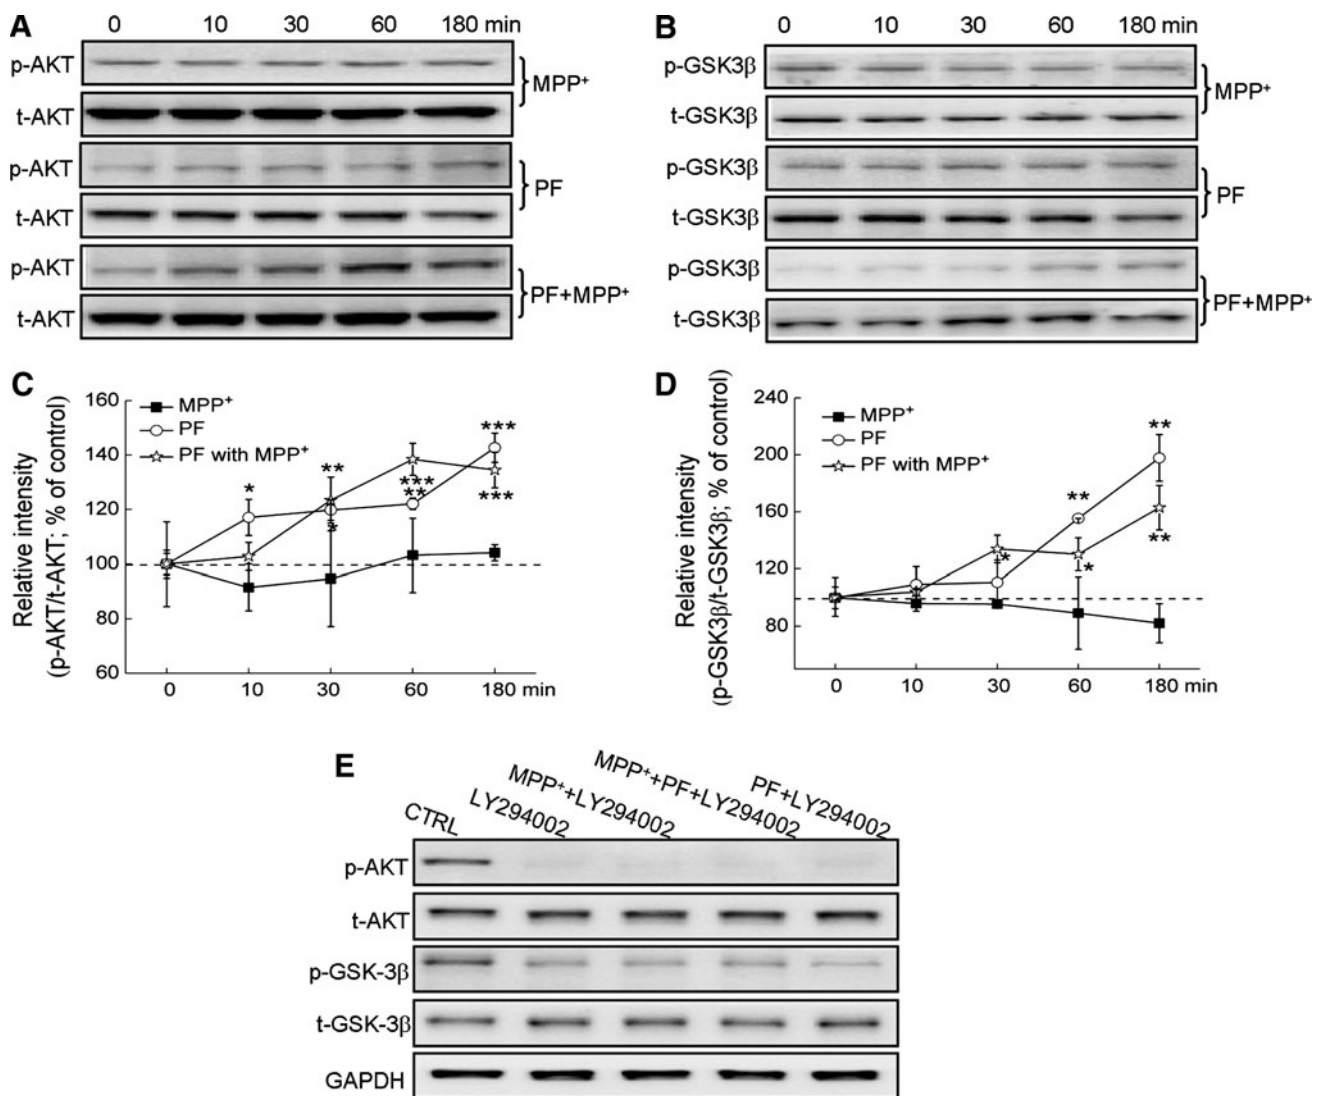 A
0 10 30 60 180 min
p-AKT
MPP⁺
t-AKT
p-AKT
PF
t-AKT
p-AKT
PF+MPP⁺
t-AKT
B
0 10 30 60 180 min
p-GSK3β
MPP⁺
t-GSK3β
p-GSK3β
PF
t-GSK3β
p-GSK3β
PF+MPP⁺
t-GSK3β
C
Relative intensity
(p-AKT/t-AKT; % of control)
160
140
120
100
80
60
MPP⁺
PF
PF with MPP⁺
*
**
*
***
**
***
***
0 10 30 60 180 min
D
Relative intensity
(p-GSK3β/t-GSK3β; % of control)
240
200
160
120
80
MPP⁺
PF
PF with MPP⁺
*
**
*
**
**
0 10 30 60 180 min
E
CTRL
LY294002
MPP⁺+LY294002
MPP⁺+PF+LY294002
PF+LY294002
p-AKT
t-AKT
p-GSK-3β
t-GSK-3β
GAPDH